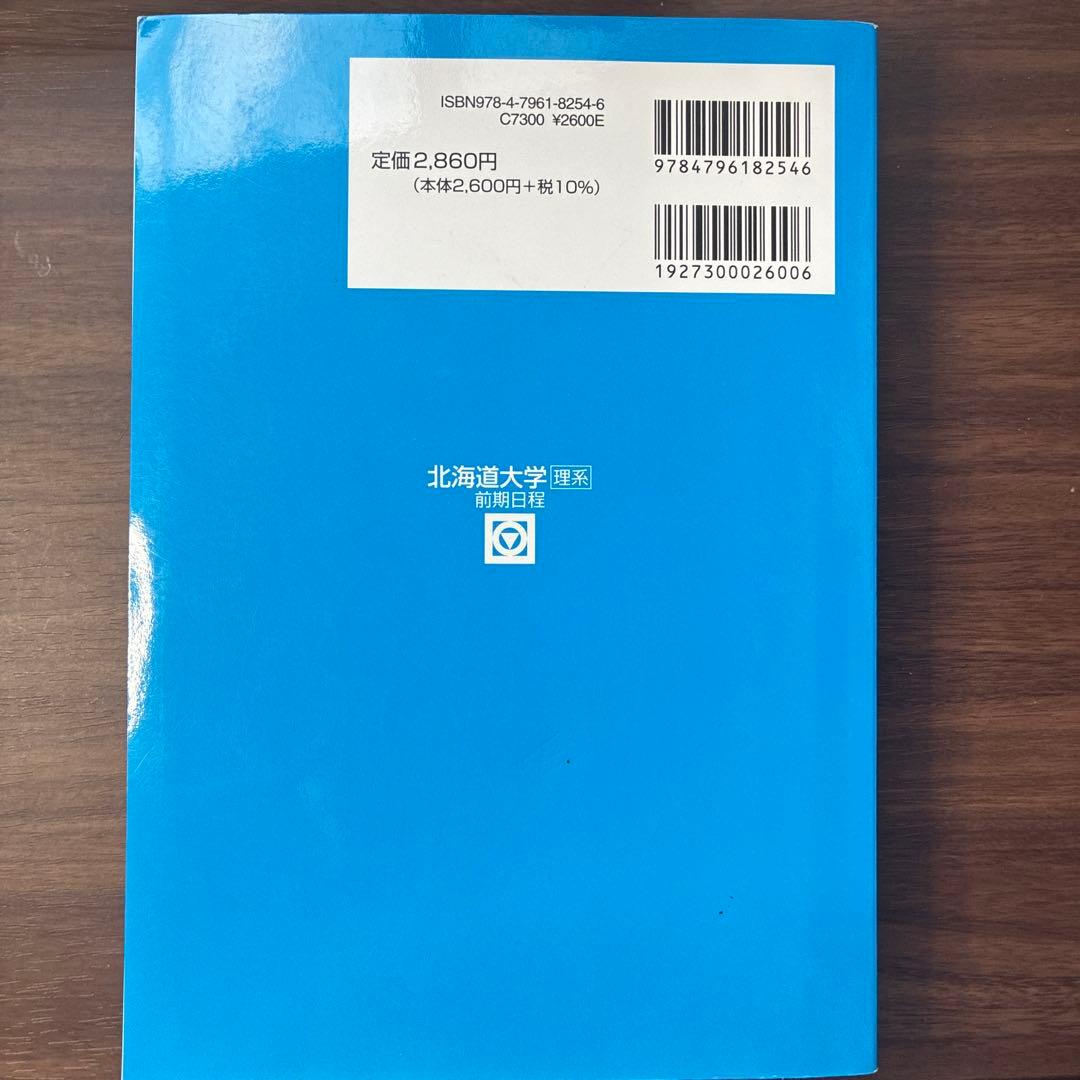 ISBN978-4-7961-8254-6
C7300 ¥2600E
定価2,860円
（本体2,600円＋税10%）
9784796182546
1927300026006
北海道大学 理系
前期日程